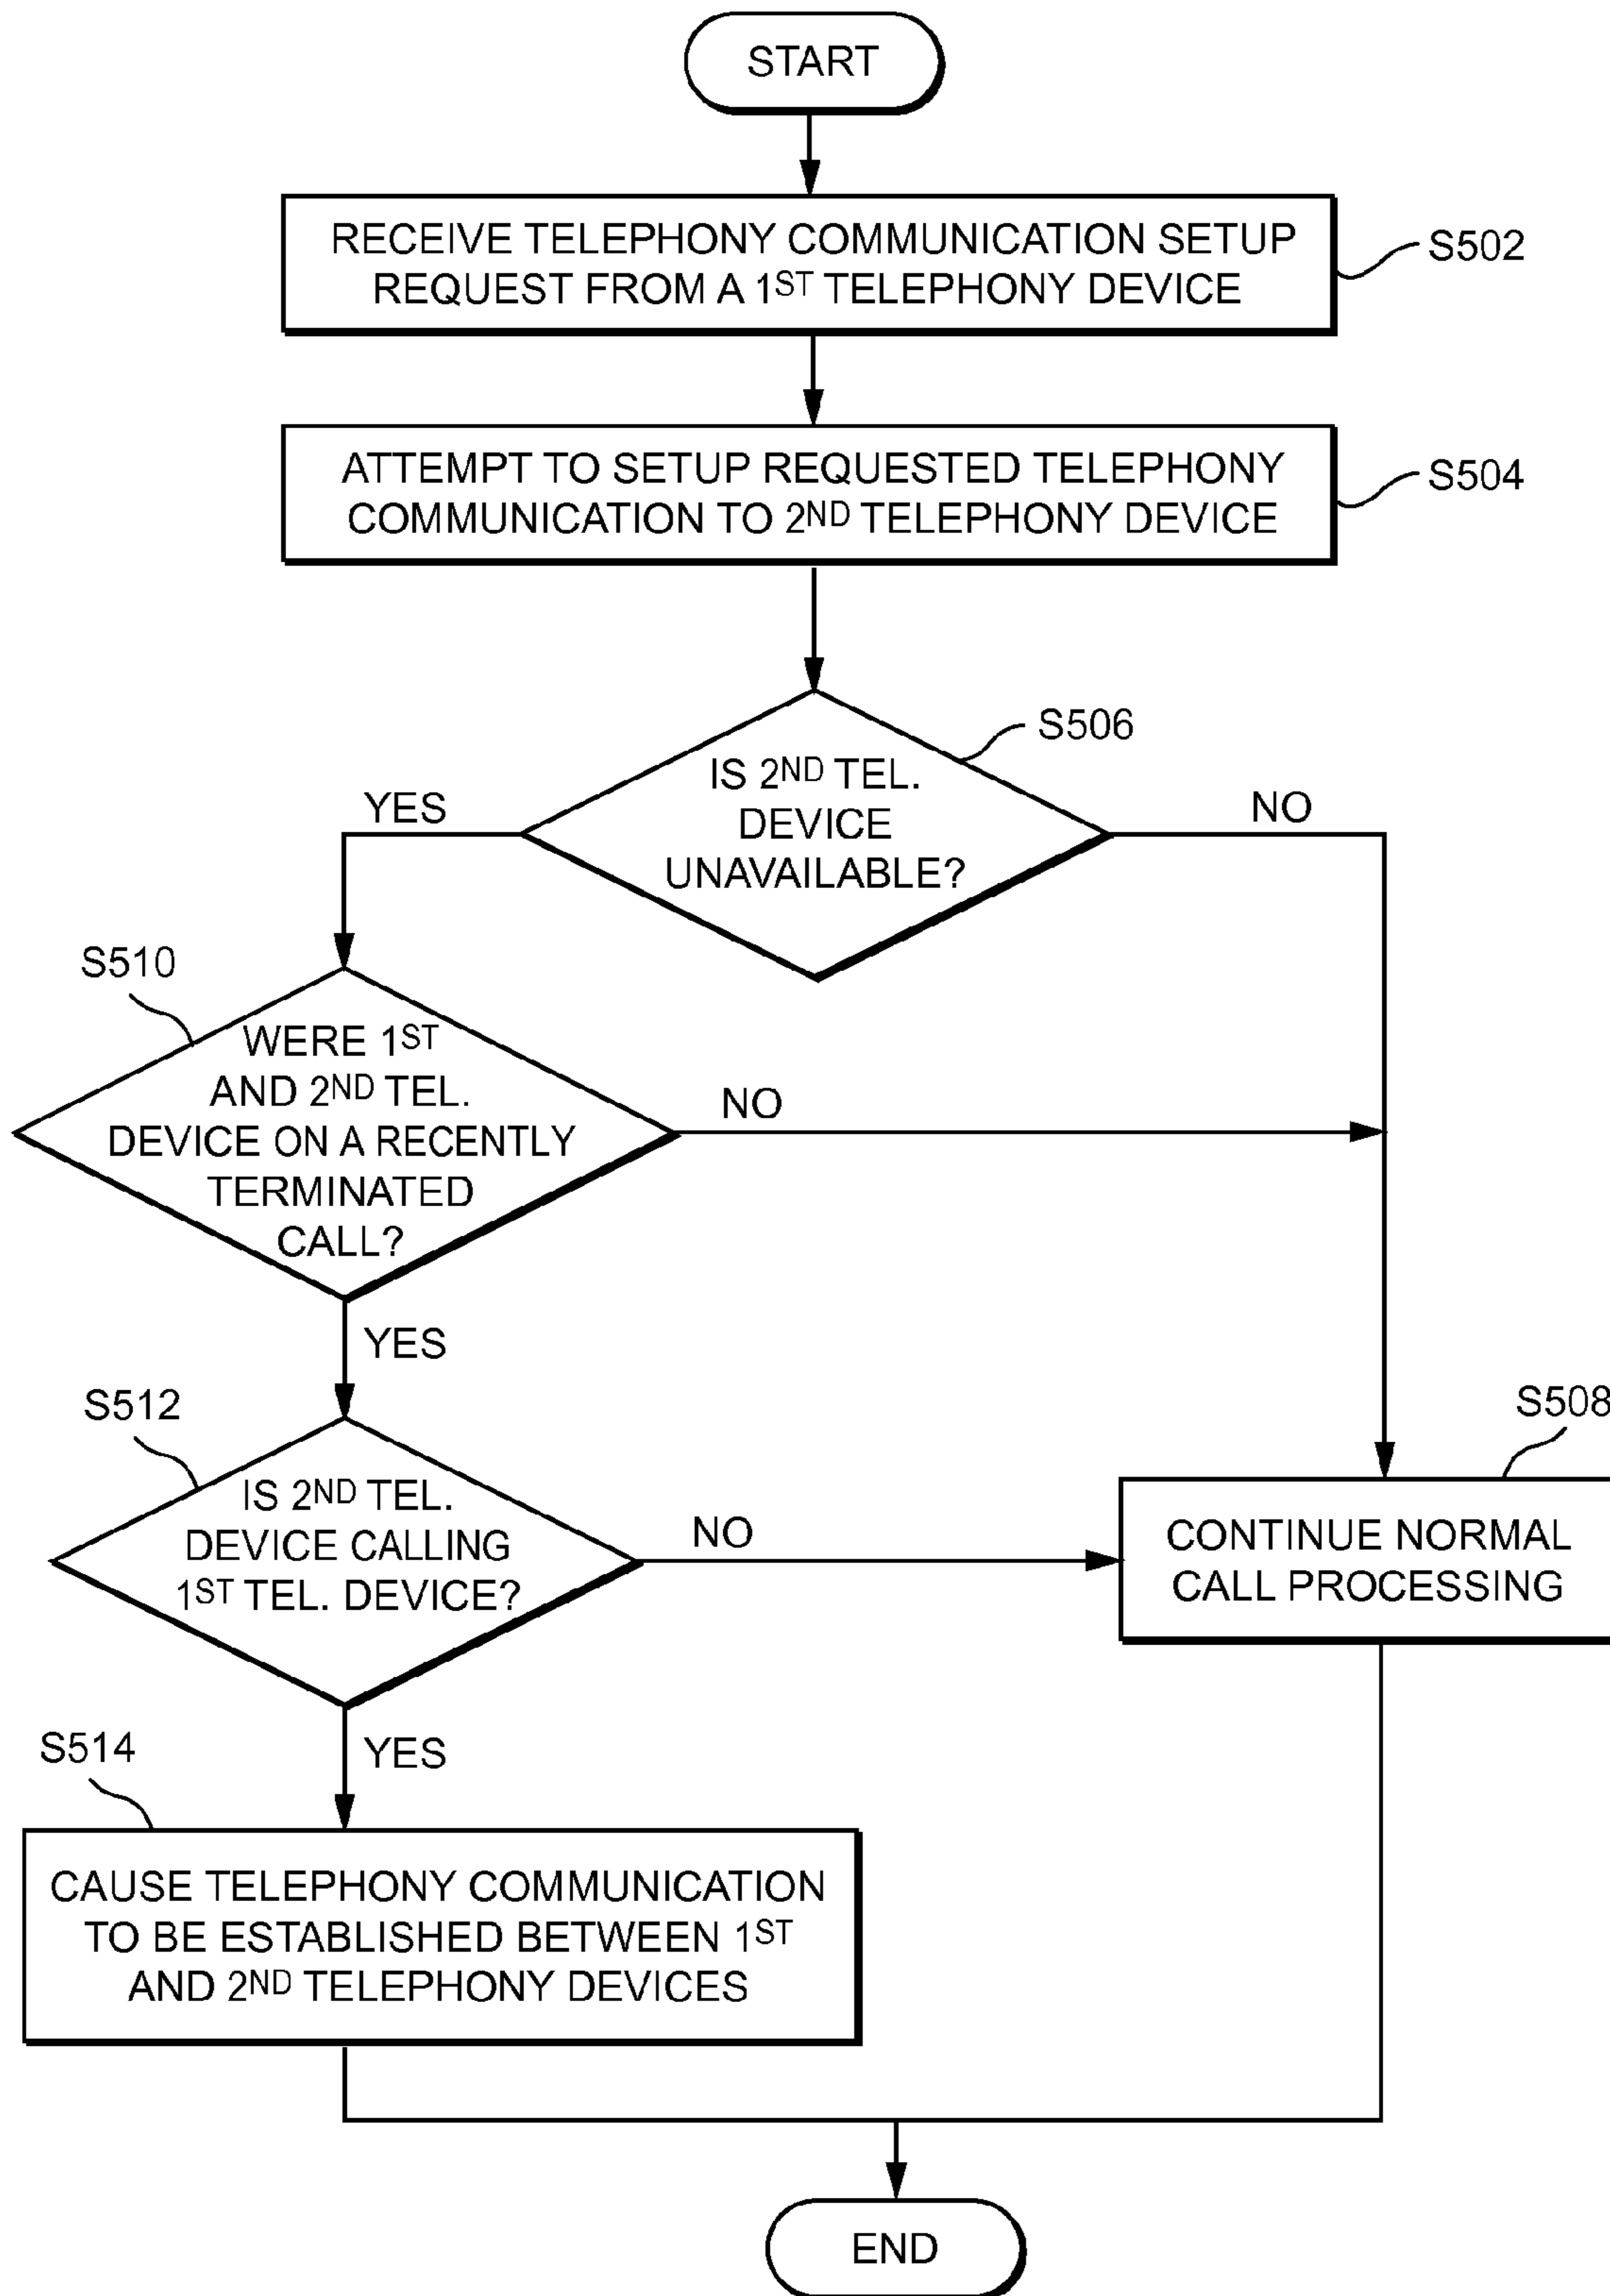 START
RECEIVE TELEPHONY COMMUNICATION SETUP
REQUEST FROM A 1ST TELEPHONY DEVICE
S502
ATTEMPT TO SETUP REQUESTED TELEPHONY
COMMUNICATION TO 2ND TELEPHONY DEVICE
S504
S506
IS 2ND TEL.
DEVICE
UNAVAILABLE?
YES
NO
S510
WERE 1ST
AND 2ND TEL.
DEVICE ON A RECENTLY
TERMINATED
CALL?
NO
YES
S512
IS 2ND TEL.
DEVICE CALLING
1ST TEL. DEVICE?
NO
S508
CONTINUE NORMAL
CALL PROCESSING
YES
S514
CAUSE TELEPHONY COMMUNICATION
TO BE ESTABLISHED BETWEEN 1ST
AND 2ND TELEPHONY DEVICES
END